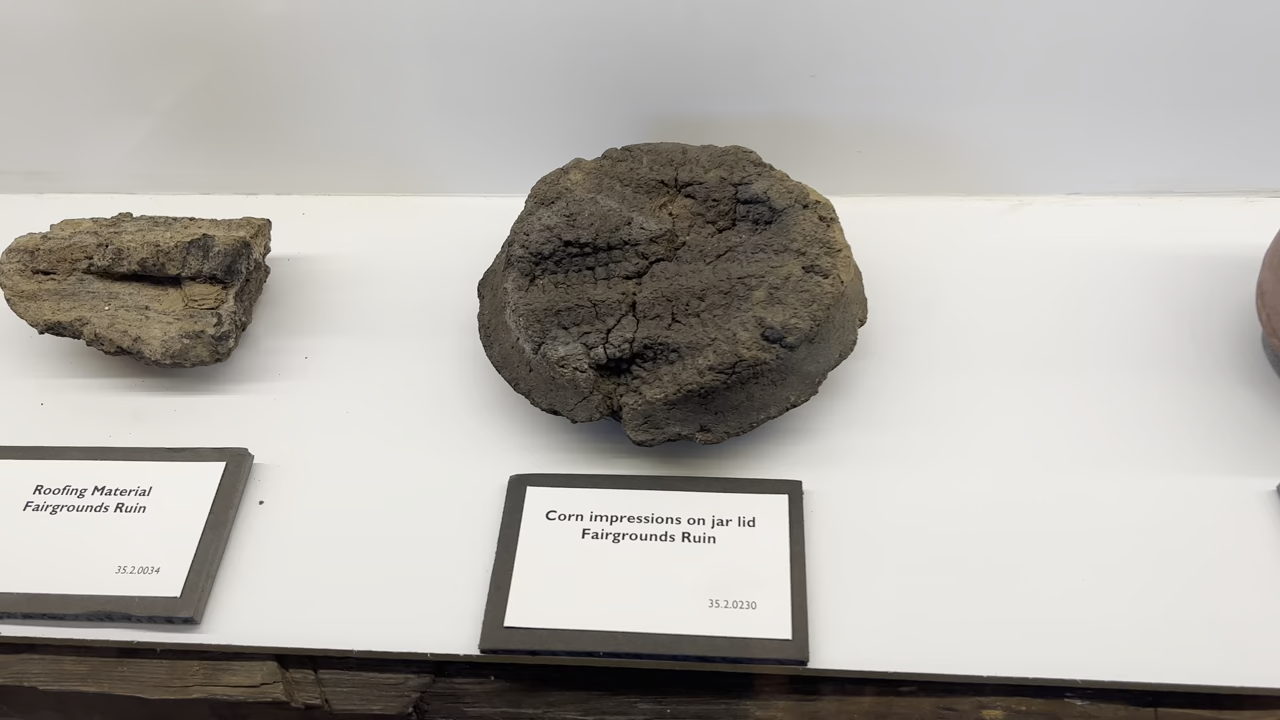 Roofing Material
Fairgrounds Ruin
35.2.0034
Corn impressions on jar lid
Fairgrounds Ruin
35.2.0230